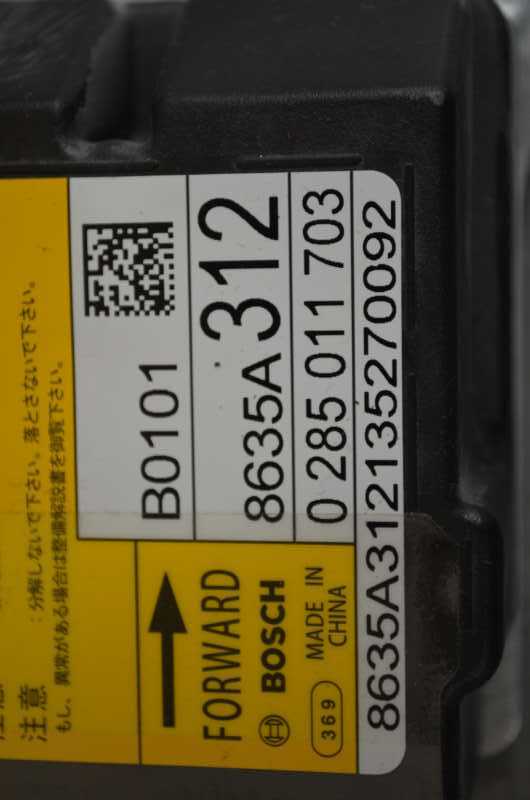 注意
:分解しないで下さい。落とさないで下さい。
もし、異常がある場合は整備解説書を御覧下さい。
B0101
8635A312
0 285 011 703
8635A31213527​0092
FORWARD
BOSCH
MADE IN
CHINA
369